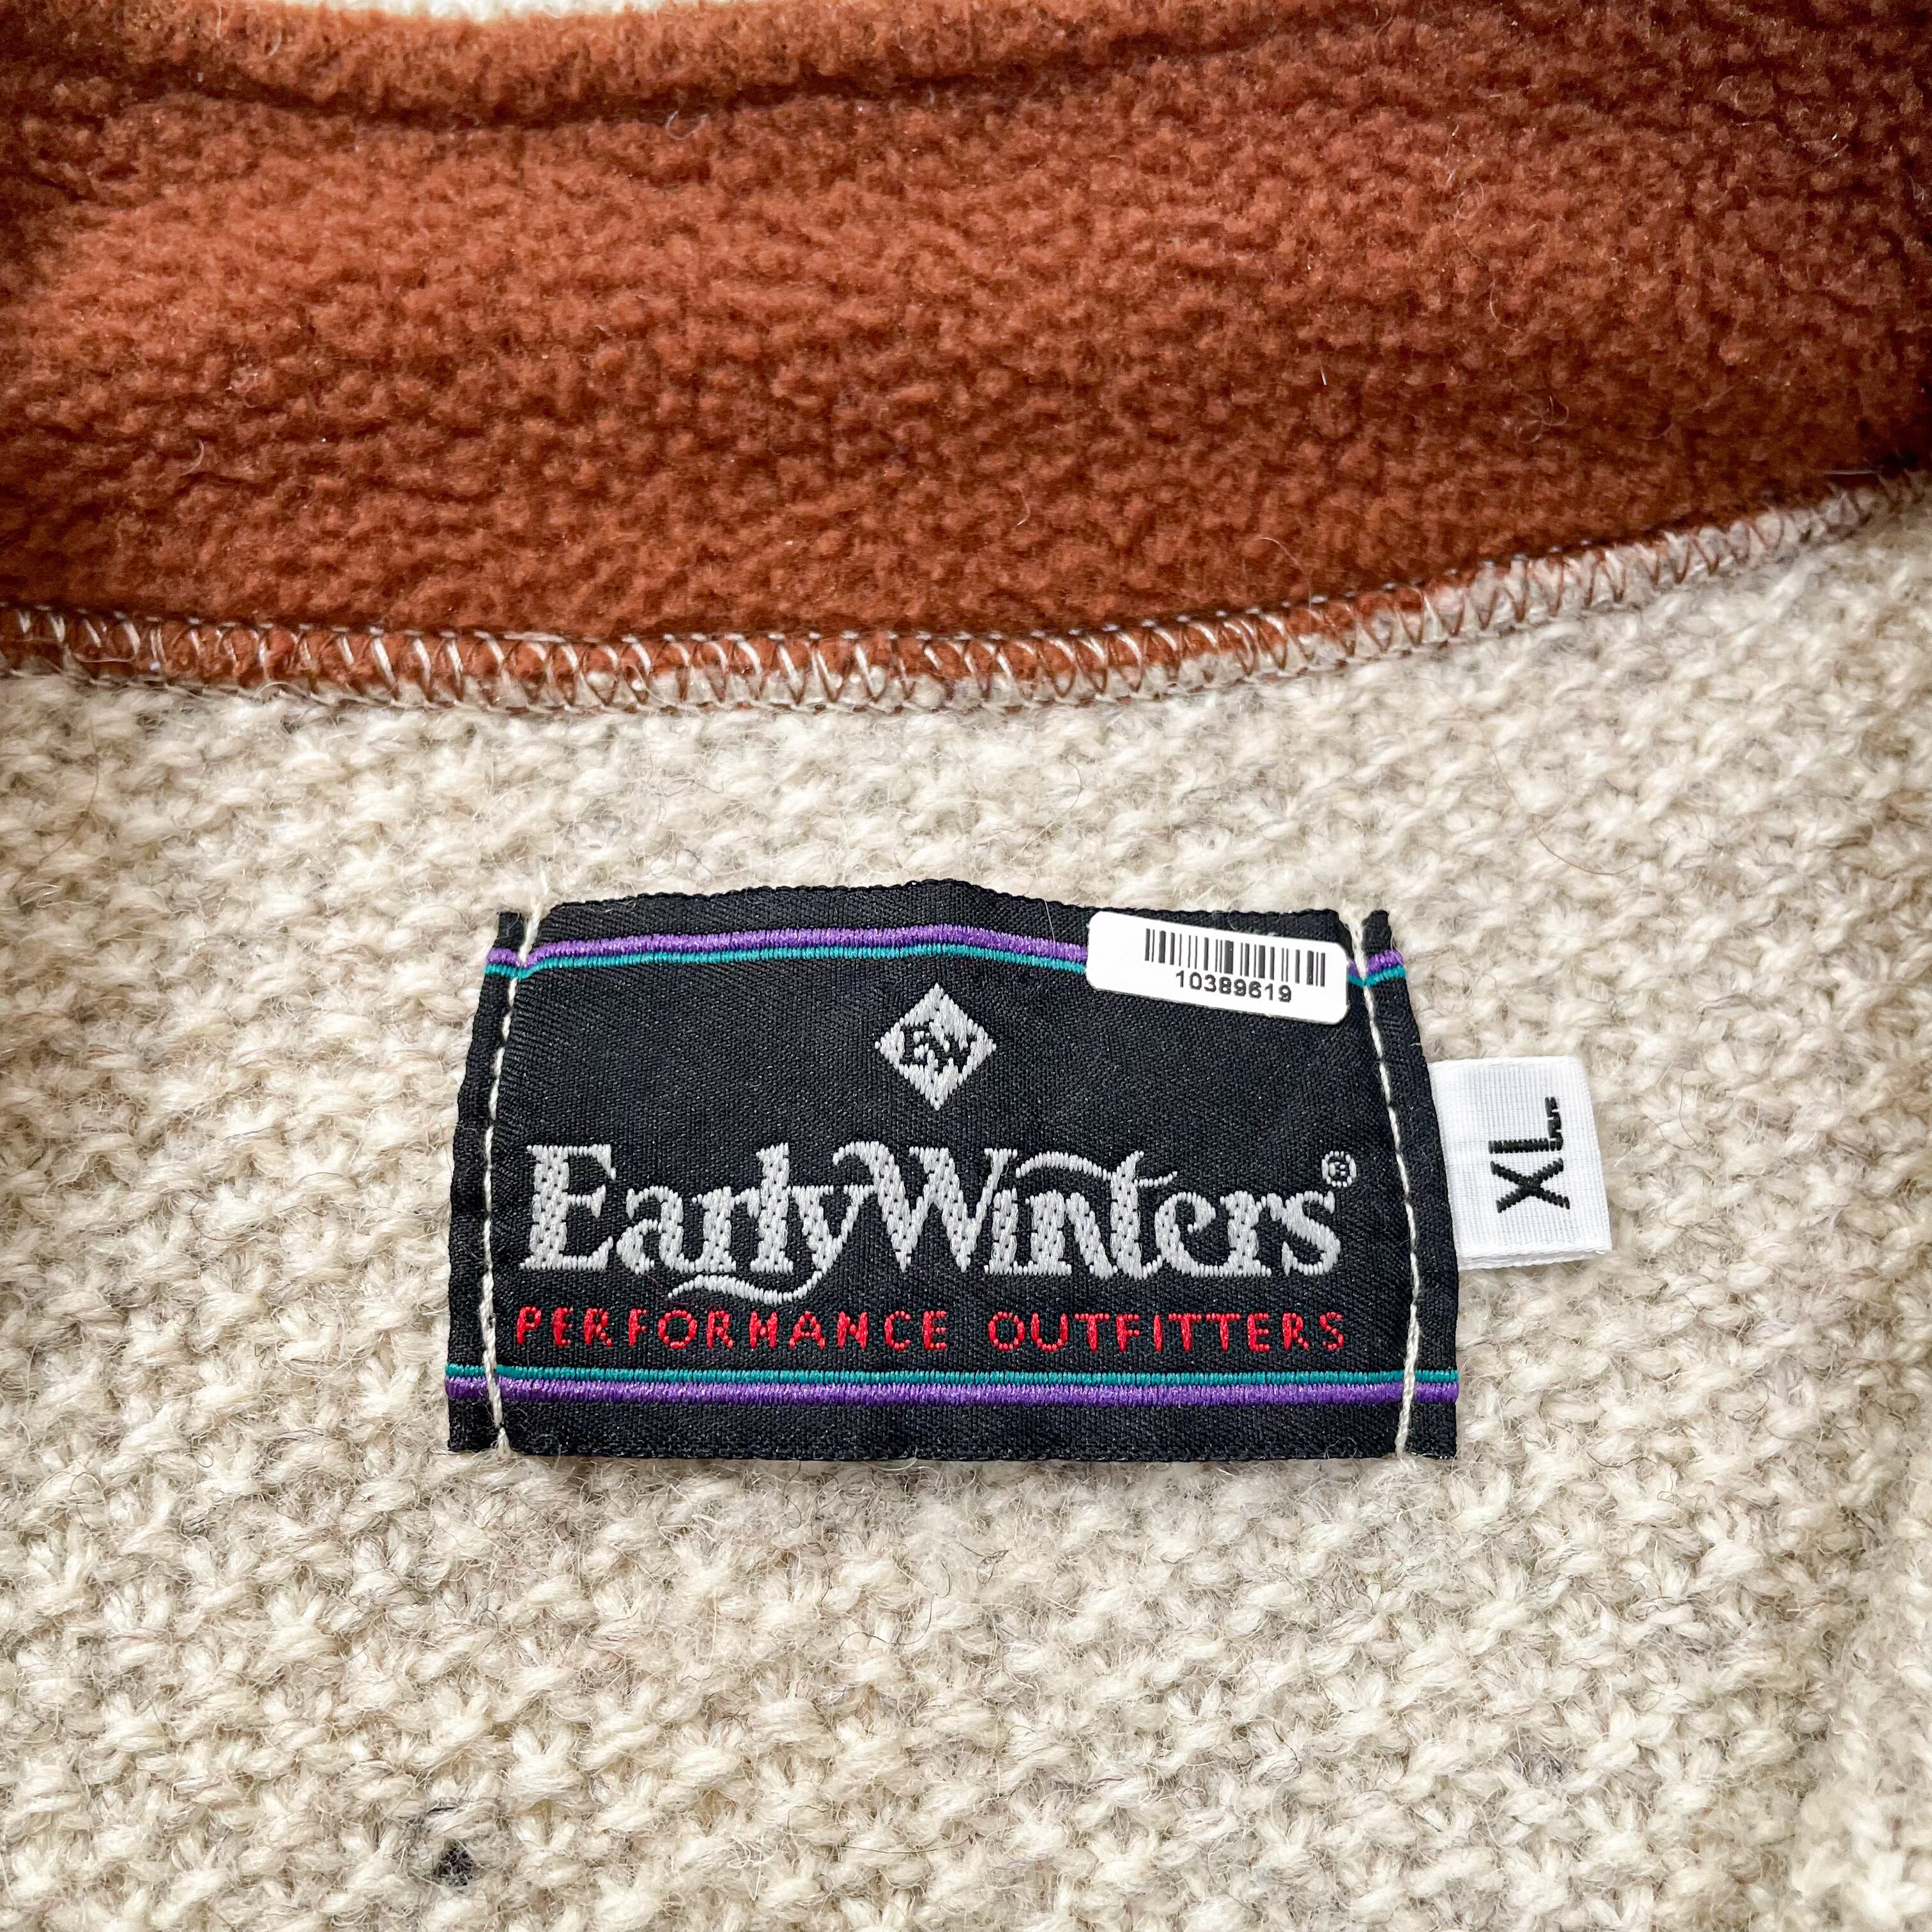 10389619
EW
EarlyWinters®
PERFORMANCE OUTFITTERS
XL